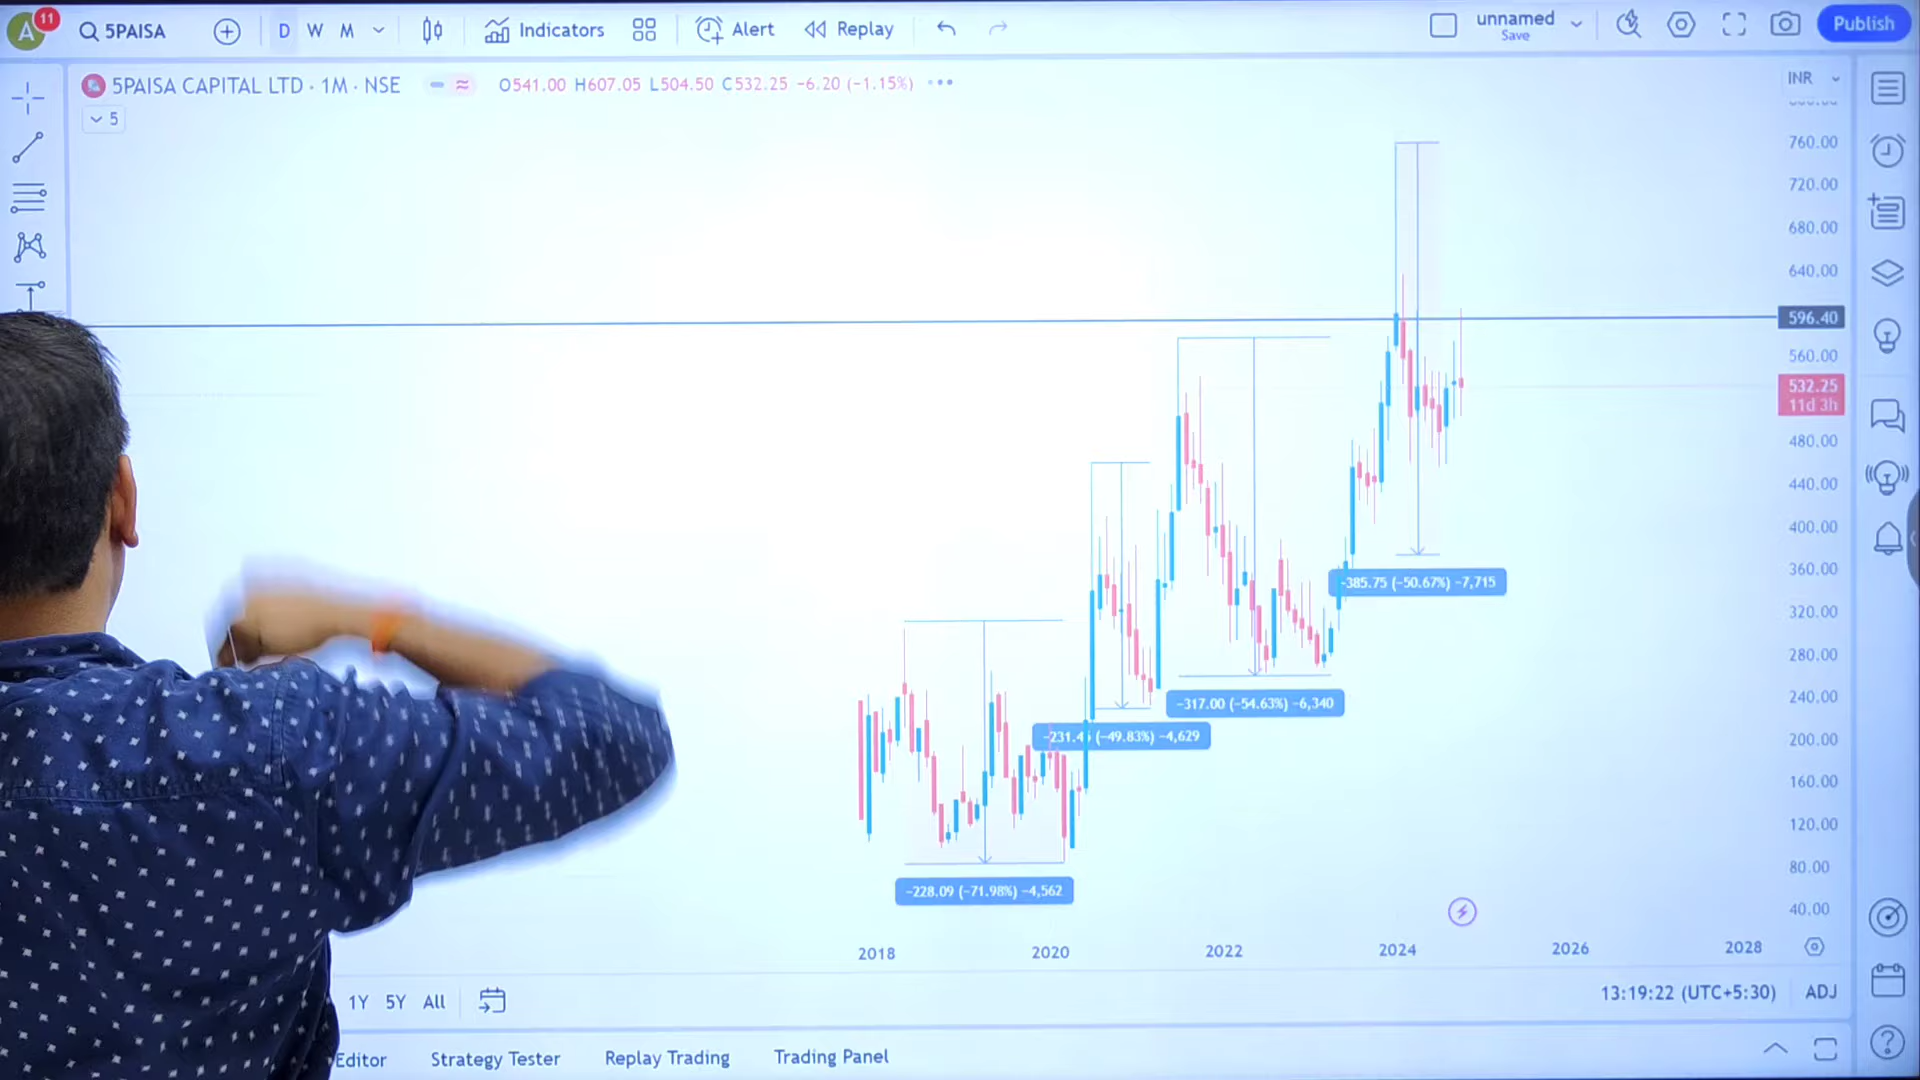 A 11 5PAISA D W M Indicators Alert Replay unnamed Save Publish
5PAISA CAPITAL LTD · 1M · NSE O541.00 H607.05 L504.50 C532.25 −6.20 (−1.15%) INR
5
760.00
720.00
680.00
640.00
596.40
560.00
532.25
11d 3h
480.00
440.00
400.00
360.00
−385.75 (−50.67%) −7,715
320.00
280.00
240.00
−317.00 (−54.63%) −6,340
200.00
−231.45 (−49.83%) −4,629
160.00
120.00
80.00
−228.09 (−71.98%) −4,562
40.00
2018 2020 2022 2024 2026 2028
1Y 5Y All 13:19:22 (UTC+5:30) ADJ
Editor Strategy Tester Replay Trading Trading Panel